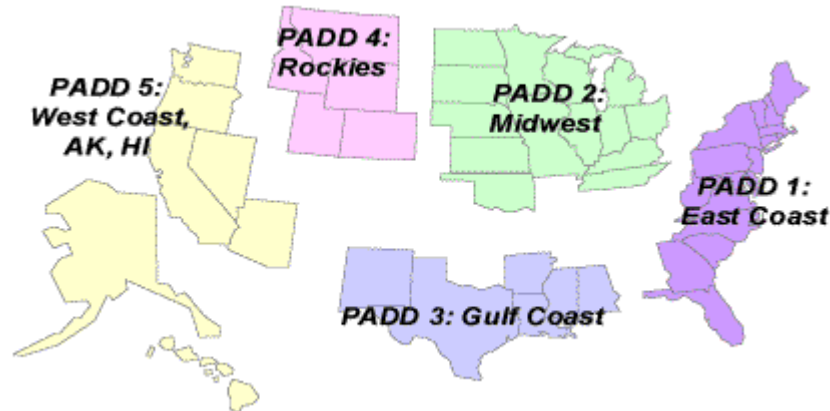 PADD 4:
Rockies
PADD 5:
West Coast,
AK, HI
PADD 2:
Midwest
PADD 1:
East Coast
PADD 3: Gulf Coast